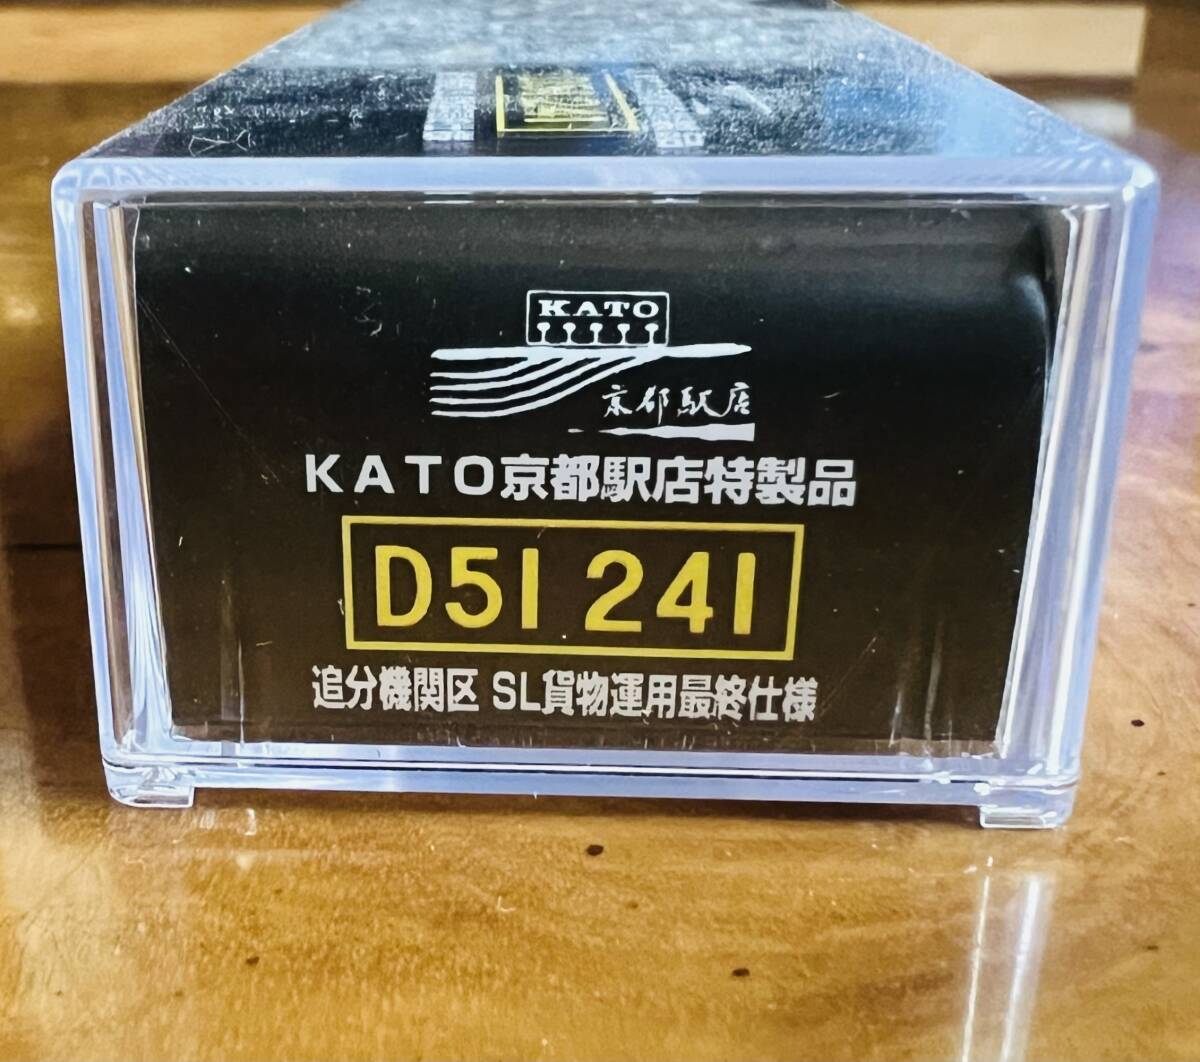 KATO
京都駅店
KATO京都駅店特製品
D51 241
追分機関区 SL貨物運用最終仕様